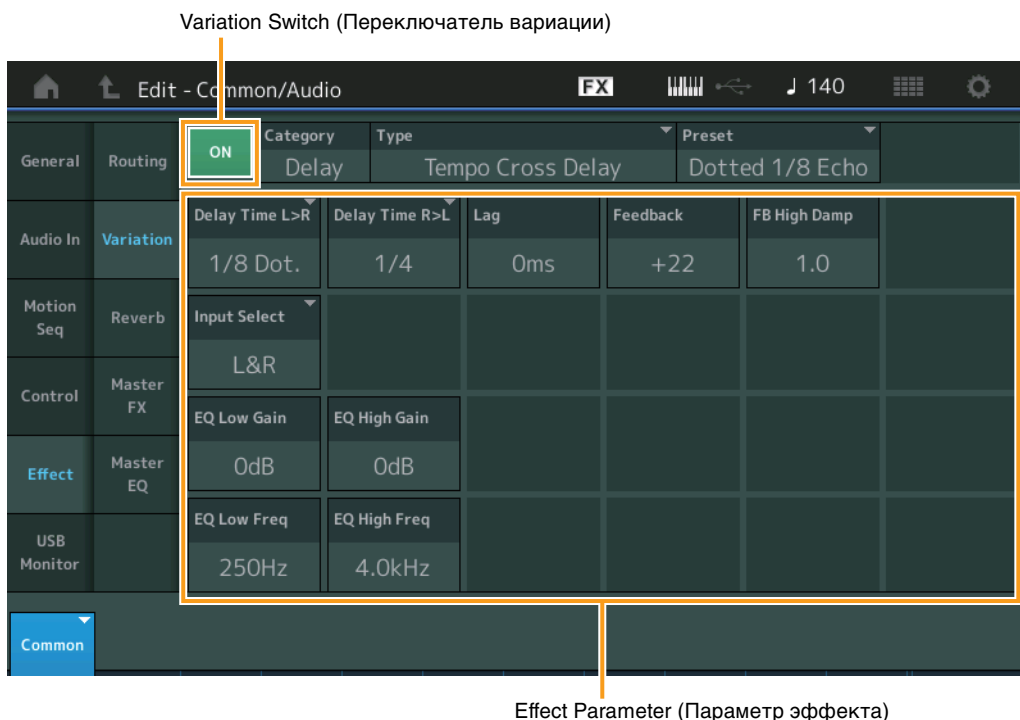 Variation Switch (Переключатель вариации)
Edit - Common/Audio
FX
♩ 140
General
Routing
ON
Category
Delay
Type
Tempo Cross Delay
Preset
Dotted 1/8 Echo
Audio In
Variation
Delay Time L>R
1/8 Dot.
Delay Time R>L
1/4
Lag
0ms
Feedback
+22
FB High Damp
1.0
Motion
Seq
Reverb
Input Select
L&R
Control
Master
FX
EQ Low Gain
0dB
EQ High Gain
0dB
Effect
Master
EQ
EQ Low Freq
250Hz
EQ High Freq
4.0kHz
USB
Monitor
Common
Effect Parameter (Параметр эффекта)